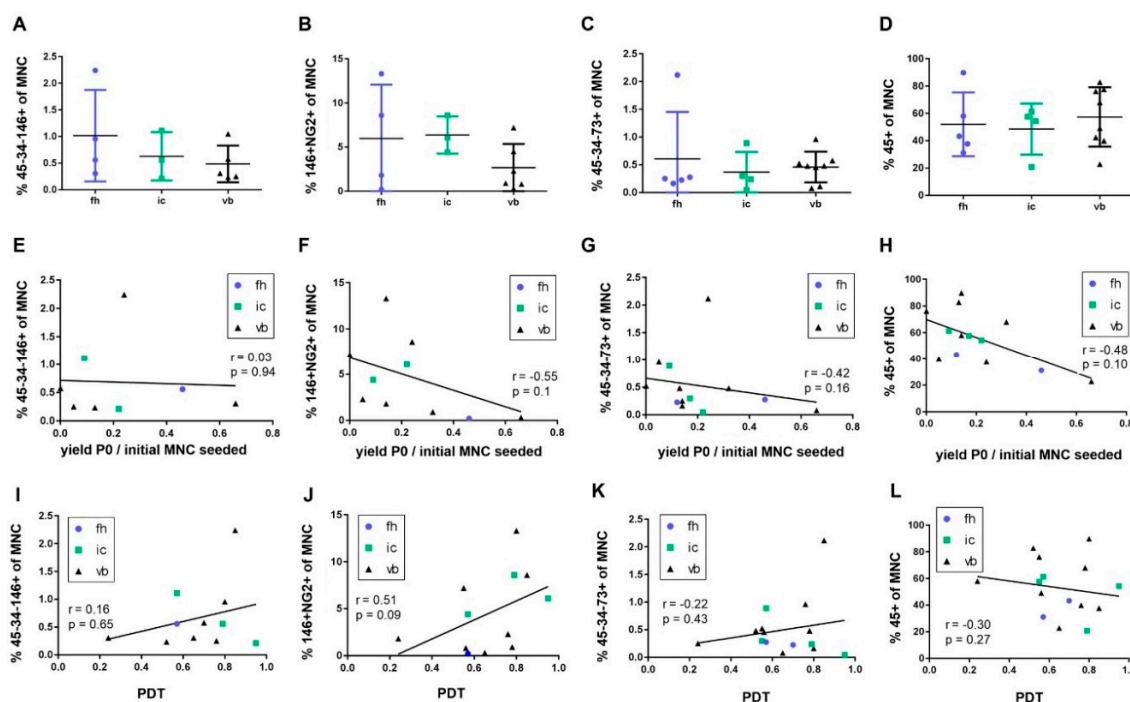 A
% 45-34-146+ of MNC
2.5
2.0
1.5
1.0
0.5
0.0
fh ic vb
B
% 146+NG2+ of MNC
15
10
5
0
fh ic vb
C
% 45-34-73+ of MNC
2.5
2.0
1.5
1.0
0.5
0.0
fh ic vb
D
% 45+ of MNC
100
80
60
40
20
0
fh ic vb
E
% 45-34-146+ of MNC
2.5
2.0
1.5
1.0
0.5
0.0
fh
ic
vb
r = 0.03
p = 0.94
0.0 0.2 0.4 0.6 0.8
yield P0 / initial MNC seeded
F
% 146+NG2+ of MNC
15
10
5
0
fh
ic
vb
r = -0.55
p = 0.1
0.0 0.2 0.4 0.6 0.8
yield P0 / initial MNC seeded
G
% 45-34-73+ of MNC
2.5
2.0
1.5
1.0
0.5
0.0
fh
ic
vb
r = -0.42
p = 0.16
0.0 0.2 0.4 0.6 0.8
yield P0 / initial MNC seeded
H
% 45+ of MNC
100
80
60
40
20
0
fh
ic
vb
r = -0.48
p = 0.10
0.0 0.2 0.4 0.6 0.8
yield P0 / initial MNC seeded
I
% 45-34-146+ of MNC
2.5
2.0
1.5
1.0
0.5
0.0
fh
ic
vb
r = 0.16
p = 0.65
0.0 0.2 0.4 0.6 0.8 1.0
PDT
J
% 146+NG2+ of MNC
15
10
5
0
fh
ic
vb
r = 0.51
p = 0.09
0.0 0.2 0.4 0.6 0.8 1.0
PDT
K
% 45-34-73+ of MNC
2.5
2.0
1.5
1.0
0.5
0.0
fh
ic
vb
r = -0.22
p = 0.43
0.0 0.2 0.4 0.6 0.8 1.0
PDT
L
% 45+ of MNC
100
80
60
40
20
0
fh
ic
vb
r = -0.30
p = 0.27
0.0 0.2 0.4 0.6 0.8 1.0
PDT